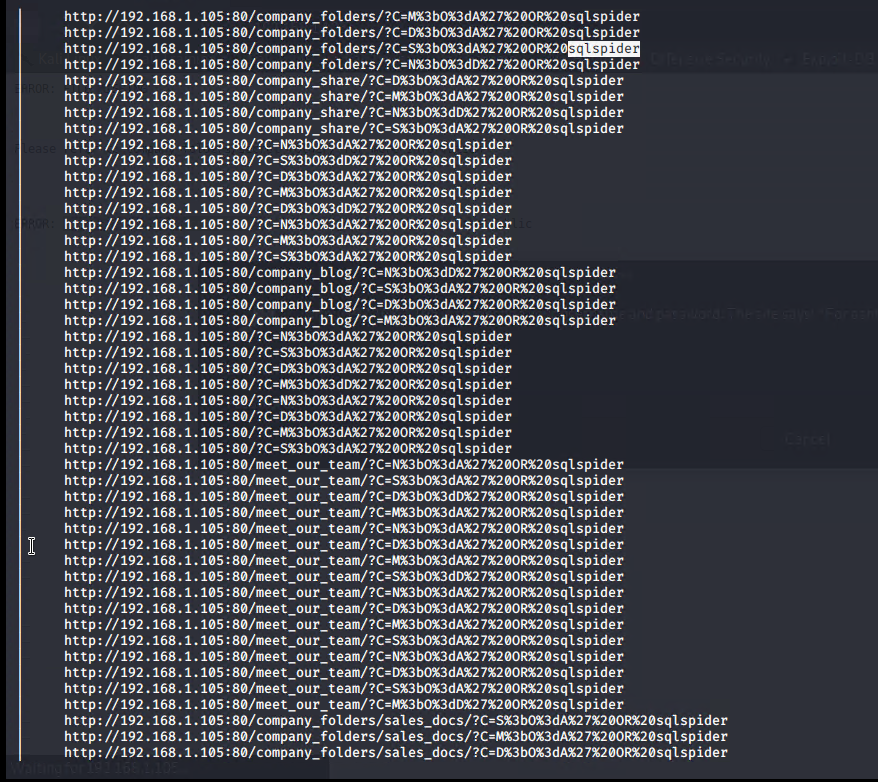 http://192.168.1.105:80/company_folders/?C=M%3bO%3dA%27%20OR%20sqlspider
http://192.168.1.105:80/company_folders/?C=D%3bO%3dA%27%20OR%20sqlspider
http://192.168.1.105:80/company_folders/?C=S%3bO%3dA%27%20OR%20sqlspider
http://192.168.1.105:80/company_folders/?C=N%3bO%3dD%27%20OR%20sqlspider
http://192.168.1.105:80/company_share/?C=D%3bO%3dA%27%20OR%20sqlspider
http://192.168.1.105:80/company_share/?C=M%3bO%3dA%27%20OR%20sqlspider
http://192.168.1.105:80/company_share/?C=N%3bO%3dD%27%20OR%20sqlspider
http://192.168.1.105:80/company_share/?C=S%3bO%3dA%27%20OR%20sqlspider
http://192.168.1.105:80/?C=N%3bO%3dA%27%20OR%20sqlspider
http://192.168.1.105:80/?C=S%3bO%3dD%27%20OR%20sqlspider
http://192.168.1.105:80/?C=D%3bO%3dA%27%20OR%20sqlspider
http://192.168.1.105:80/?C=M%3bO%3dA%27%20OR%20sqlspider
http://192.168.1.105:80/?C=D%3bO%3dD%27%20OR%20sqlspider
http://192.168.1.105:80/?C=N%3bO%3dA%27%20OR%20sqlspider
http://192.168.1.105:80/?C=M%3bO%3dA%27%20OR%20sqlspider
http://192.168.1.105:80/?C=S%3bO%3dA%27%20OR%20sqlspider
http://192.168.1.105:80/company_blog/?C=N%3bO%3dD%27%20OR%20sqlspider
http://192.168.1.105:80/company_blog/?C=S%3bO%3dA%27%20OR%20sqlspider
http://192.168.1.105:80/company_blog/?C=D%3bO%3dA%27%20OR%20sqlspider
http://192.168.1.105:80/company_blog/?C=M%3bO%3dA%27%20OR%20sqlspider
http://192.168.1.105:80/?C=N%3bO%3dA%27%20OR%20sqlspider
http://192.168.1.105:80/?C=S%3bO%3dA%27%20OR%20sqlspider
http://192.168.1.105:80/?C=D%3bO%3dA%27%20OR%20sqlspider
http://192.168.1.105:80/?C=M%3bO%3dD%27%20OR%20sqlspider
http://192.168.1.105:80/?C=N%3bO%3dA%27%20OR%20sqlspider
http://192.168.1.105:80/?C=D%3bO%3dA%27%20OR%20sqlspider
http://192.168.1.105:80/?C=M%3bO%3dA%27%20OR%20sqlspider
http://192.168.1.105:80/?C=S%3bO%3dA%27%20OR%20sqlspider
http://192.168.1.105:80/meet_our_team/?C=N%3bO%3dA%27%20OR%20sqlspider
http://192.168.1.105:80/meet_our_team/?C=S%3bO%3dA%27%20OR%20sqlspider
http://192.168.1.105:80/meet_our_team/?C=D%3bO%3dD%27%20OR%20sqlspider
http://192.168.1.105:80/meet_our_team/?C=M%3bO%3dA%27%20OR%20sqlspider
http://192.168.1.105:80/meet_our_team/?C=N%3bO%3dA%27%20OR%20sqlspider
http://192.168.1.105:80/meet_our_team/?C=D%3bO%3dA%27%20OR%20sqlspider
http://192.168.1.105:80/meet_our_team/?C=M%3bO%3dA%27%20OR%20sqlspider
http://192.168.1.105:80/meet_our_team/?C=S%3bO%3dD%27%20OR%20sqlspider
http://192.168.1.105:80/meet_our_team/?C=N%3bO%3dA%27%20OR%20sqlspider
http://192.168.1.105:80/meet_our_team/?C=D%3bO%3dA%27%20OR%20sqlspider
http://192.168.1.105:80/meet_our_team/?C=M%3bO%3dA%27%20OR%20sqlspider
http://192.168.1.105:80/meet_our_team/?C=S%3bO%3dA%27%20OR%20sqlspider
http://192.168.1.105:80/meet_our_team/?C=N%3bO%3dA%27%20OR%20sqlspider
http://192.168.1.105:80/meet_our_team/?C=D%3bO%3dA%27%20OR%20sqlspider
http://192.168.1.105:80/meet_our_team/?C=S%3bO%3dA%27%20OR%20sqlspider
http://192.168.1.105:80/meet_our_team/?C=M%3bO%3dD%27%20OR%20sqlspider
http://192.168.1.105:80/company_folders/sales_docs/?C=S%3bO%3dA%27%20OR%20sqlspider
http://192.168.1.105:80/company_folders/sales_docs/?C=M%3bO%3dA%27%20OR%20sqlspider
http://192.168.1.105:80/company_folders/sales_docs/?C=D%3bO%3dA%27%20OR%20sqlspider
Cancel
Waiting for 192.168.1.105...